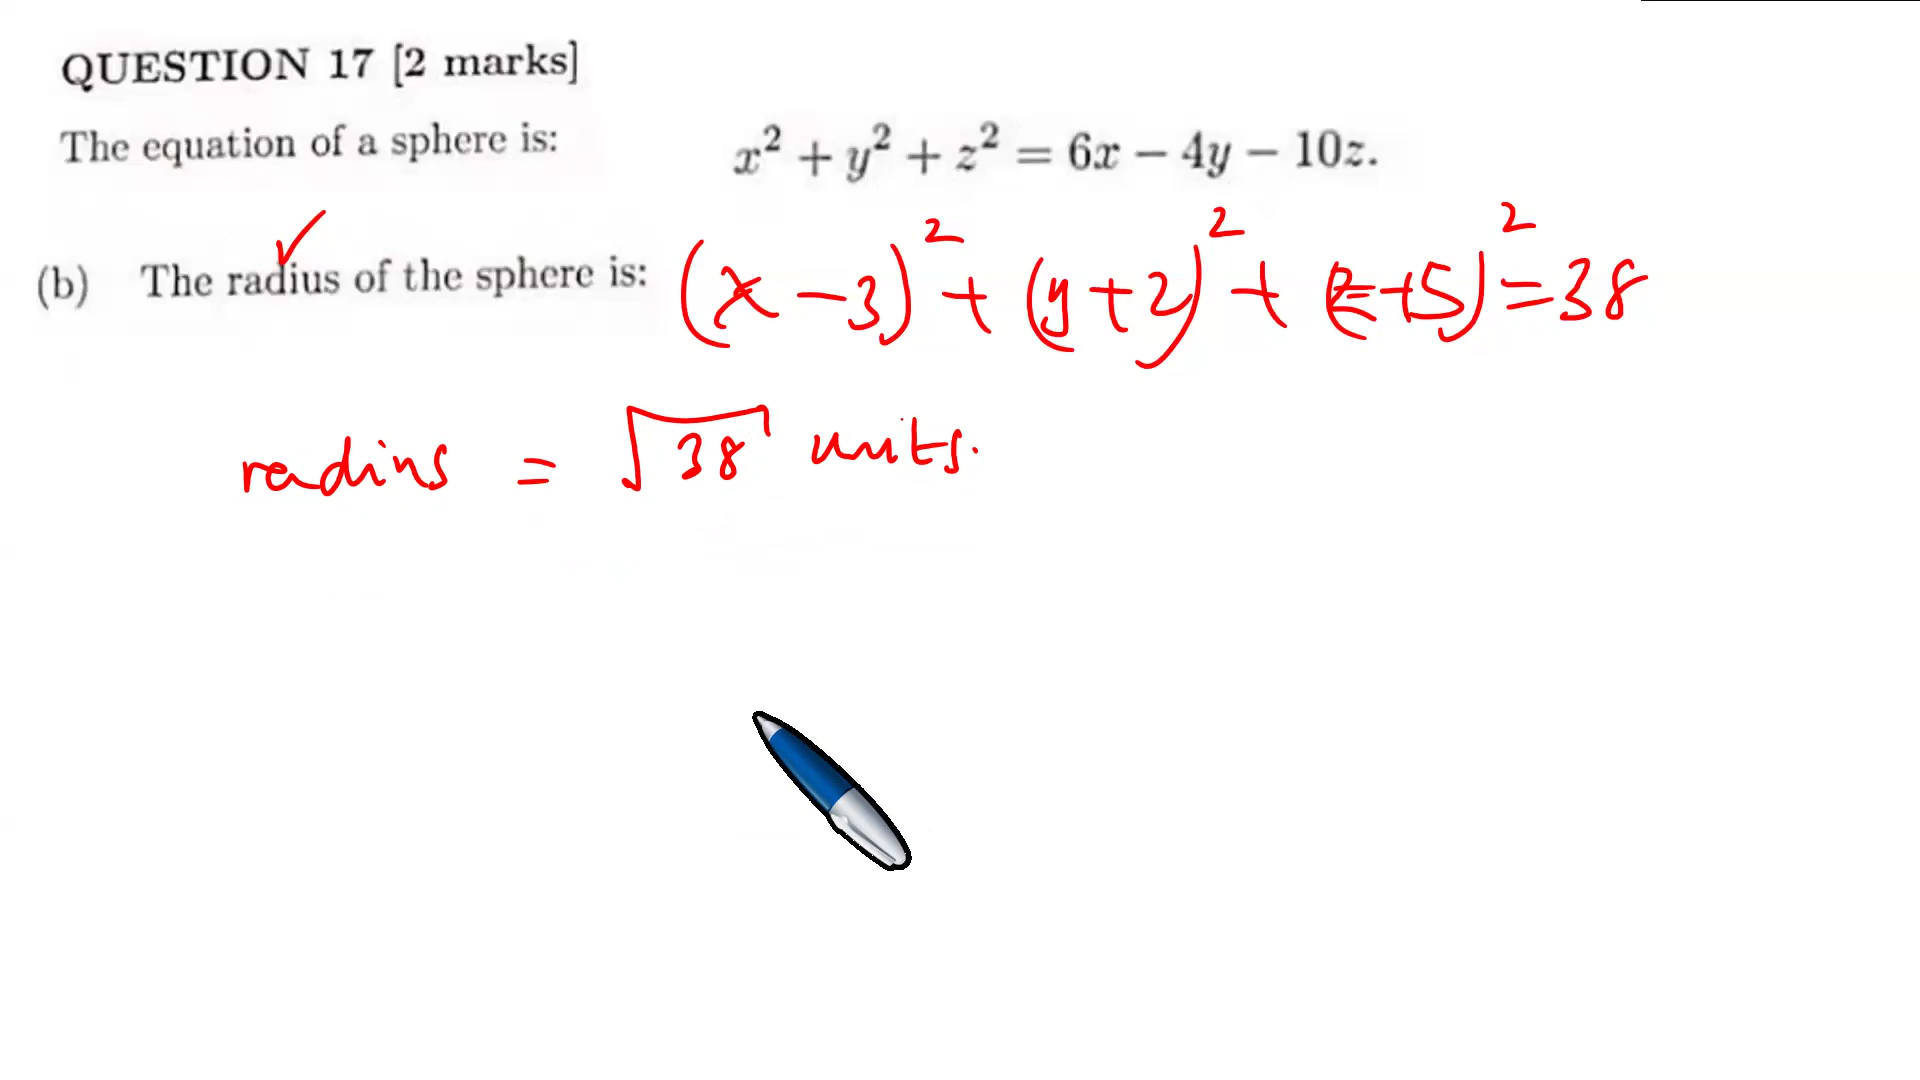 QUESTION 17 [2 marks]
The equation of a sphere is: x² + y² + z² = 6x − 4y − 10z.
(b) The radius of the sphere is: (x − 3)² + (y + 2)² + (z + 5)² = 38
radius = √38 units.